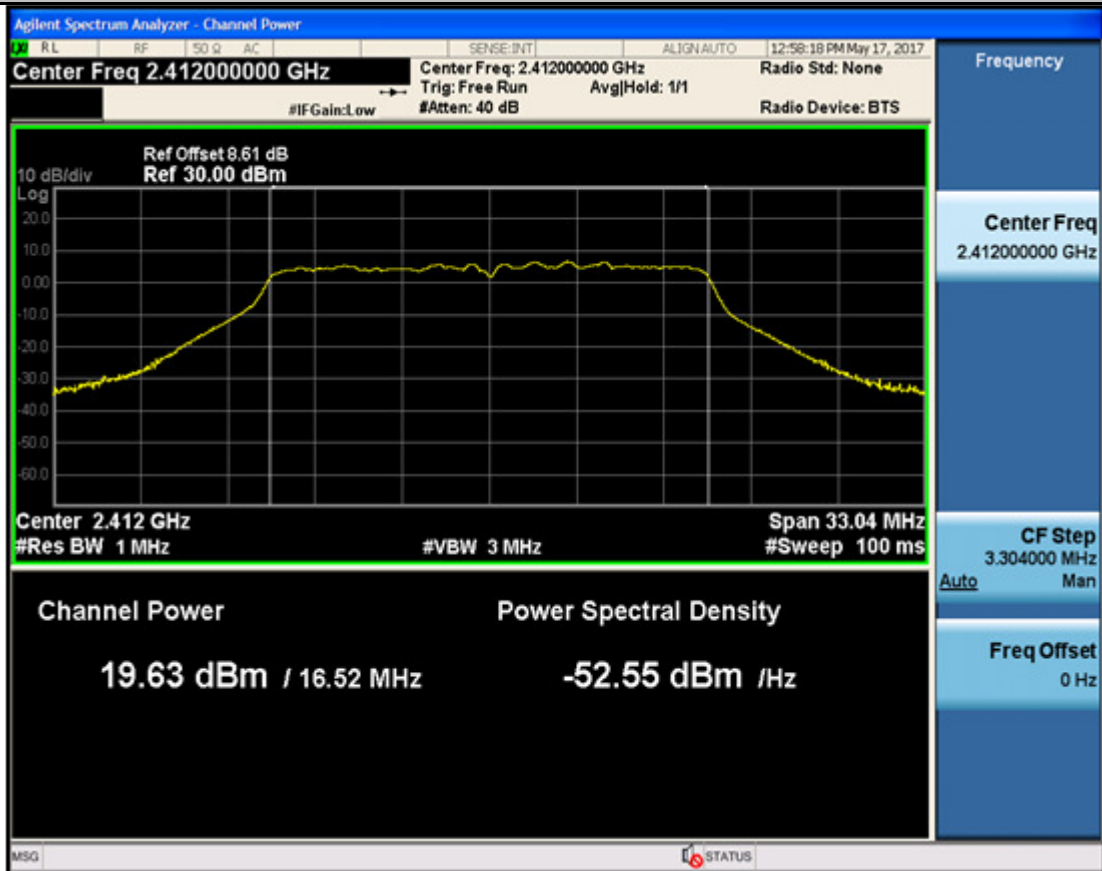 Agilent Spectrum Analyzer - Channel Power
LXI RL RF 50 Ω AC SENSE:INT ALIGN AUTO 12:58:18 PM May 17, 2017
Center Freq 2.412000000 GHz
Center Freq: 2.412000000 GHz
Radio Std: None
Trig: Free Run Avg|Hold: 1/1
#IFGain:Low
#Atten: 40 dB
Radio Device: BTS
Ref Offset 8.61 dB
10 dB/div Ref 30.00 dBm
Log
20.0
10.0
0.00
-10.0
-20.0
-30.0
-40.0
-50.0
-60.0
Center 2.412 GHz Span 33.04 MHz
#Res BW 1 MHz #VBW 3 MHz #Sweep 100 ms
Channel Power
Power Spectral Density
19.63 dBm / 16.52 MHz
-52.55 dBm /Hz
Frequency
Center Freq
2.412000000 GHz
CF Step
3.304000 MHz
Auto Man
Freq Offset
0 Hz
MSG STATUS